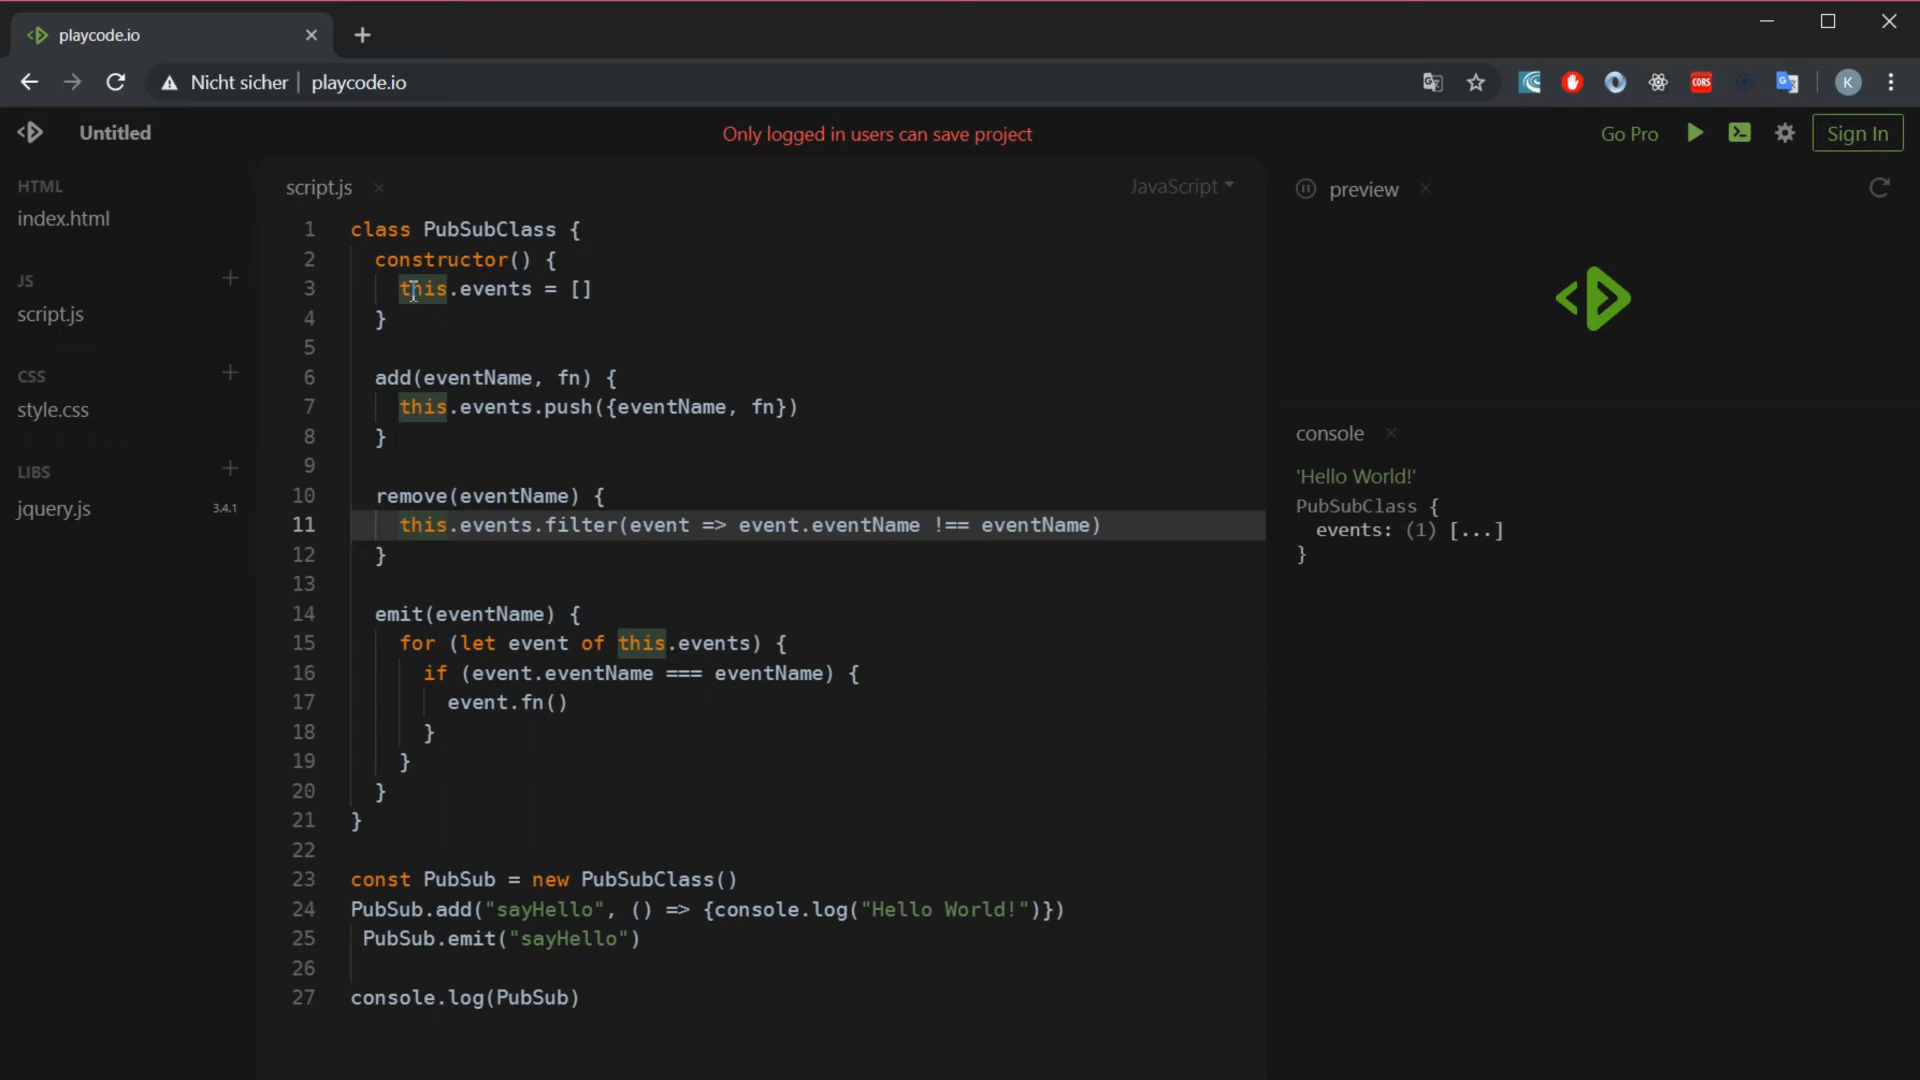 playcode.io
Nicht sicher | playcode.io
CORS
K
Untitled
Only logged in users can save project
Go Pro
Sign In
HTML
index.html
JS
script.js
CSS
style.css
LIBS
jquery.js 3.4.1
script.js
JavaScript
1 class PubSubClass {
2 constructor() {
3 this.events = []
4 }
5
6 add(eventName, fn) {
7 this.events.push({eventName, fn})
8 }
9
10 remove(eventName) {
11 this.events.filter(event => event.eventName !== eventName)
12 }
13
14 emit(eventName) {
15 for (let event of this.events) {
16 if (event.eventName === eventName) {
17 event.fn()
18 }
19 }
20 }
21 }
22
23 const PubSub = new PubSubClass()
24 PubSub.add("sayHello", () => {console.log("Hello World!")})
25 PubSub.emit("sayHello")
26
27 console.log(PubSub)
preview
console
'Hello World!'
PubSubClass {
events: (1) [...]
}